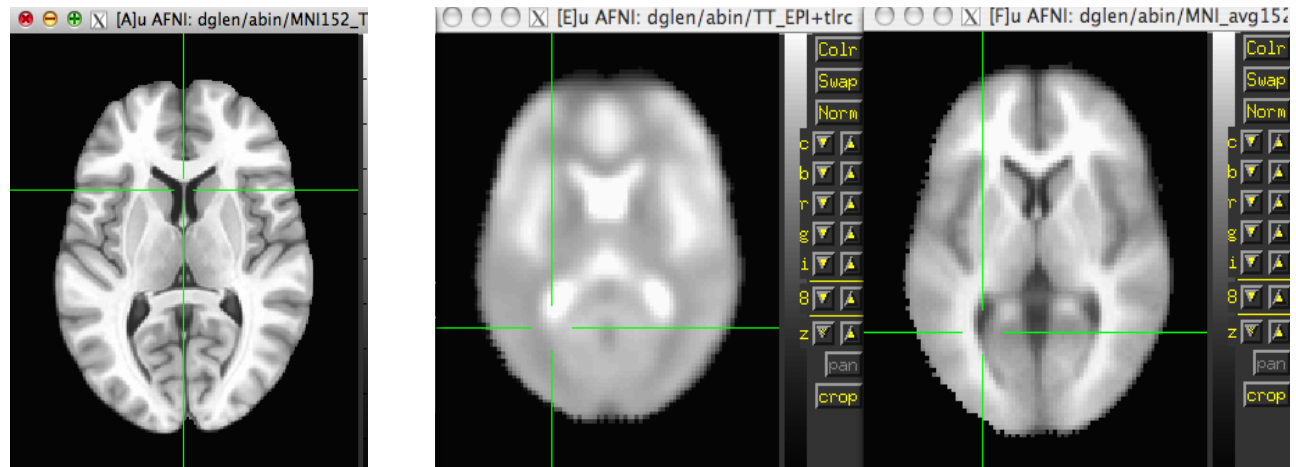 X [A]u AFNI: dglen/abin/MNI152_T
X [E]u AFNI: dglen/abin/TT_EPI+tlrc
Colr
Swap
Norm
c
b
r
g
i
8
z
pan
crop
X [F]u AFNI: dglen/abin/MNI_avg152
Colr
Swap
Norm
c
b
r
g
i
8
z
pan
crop